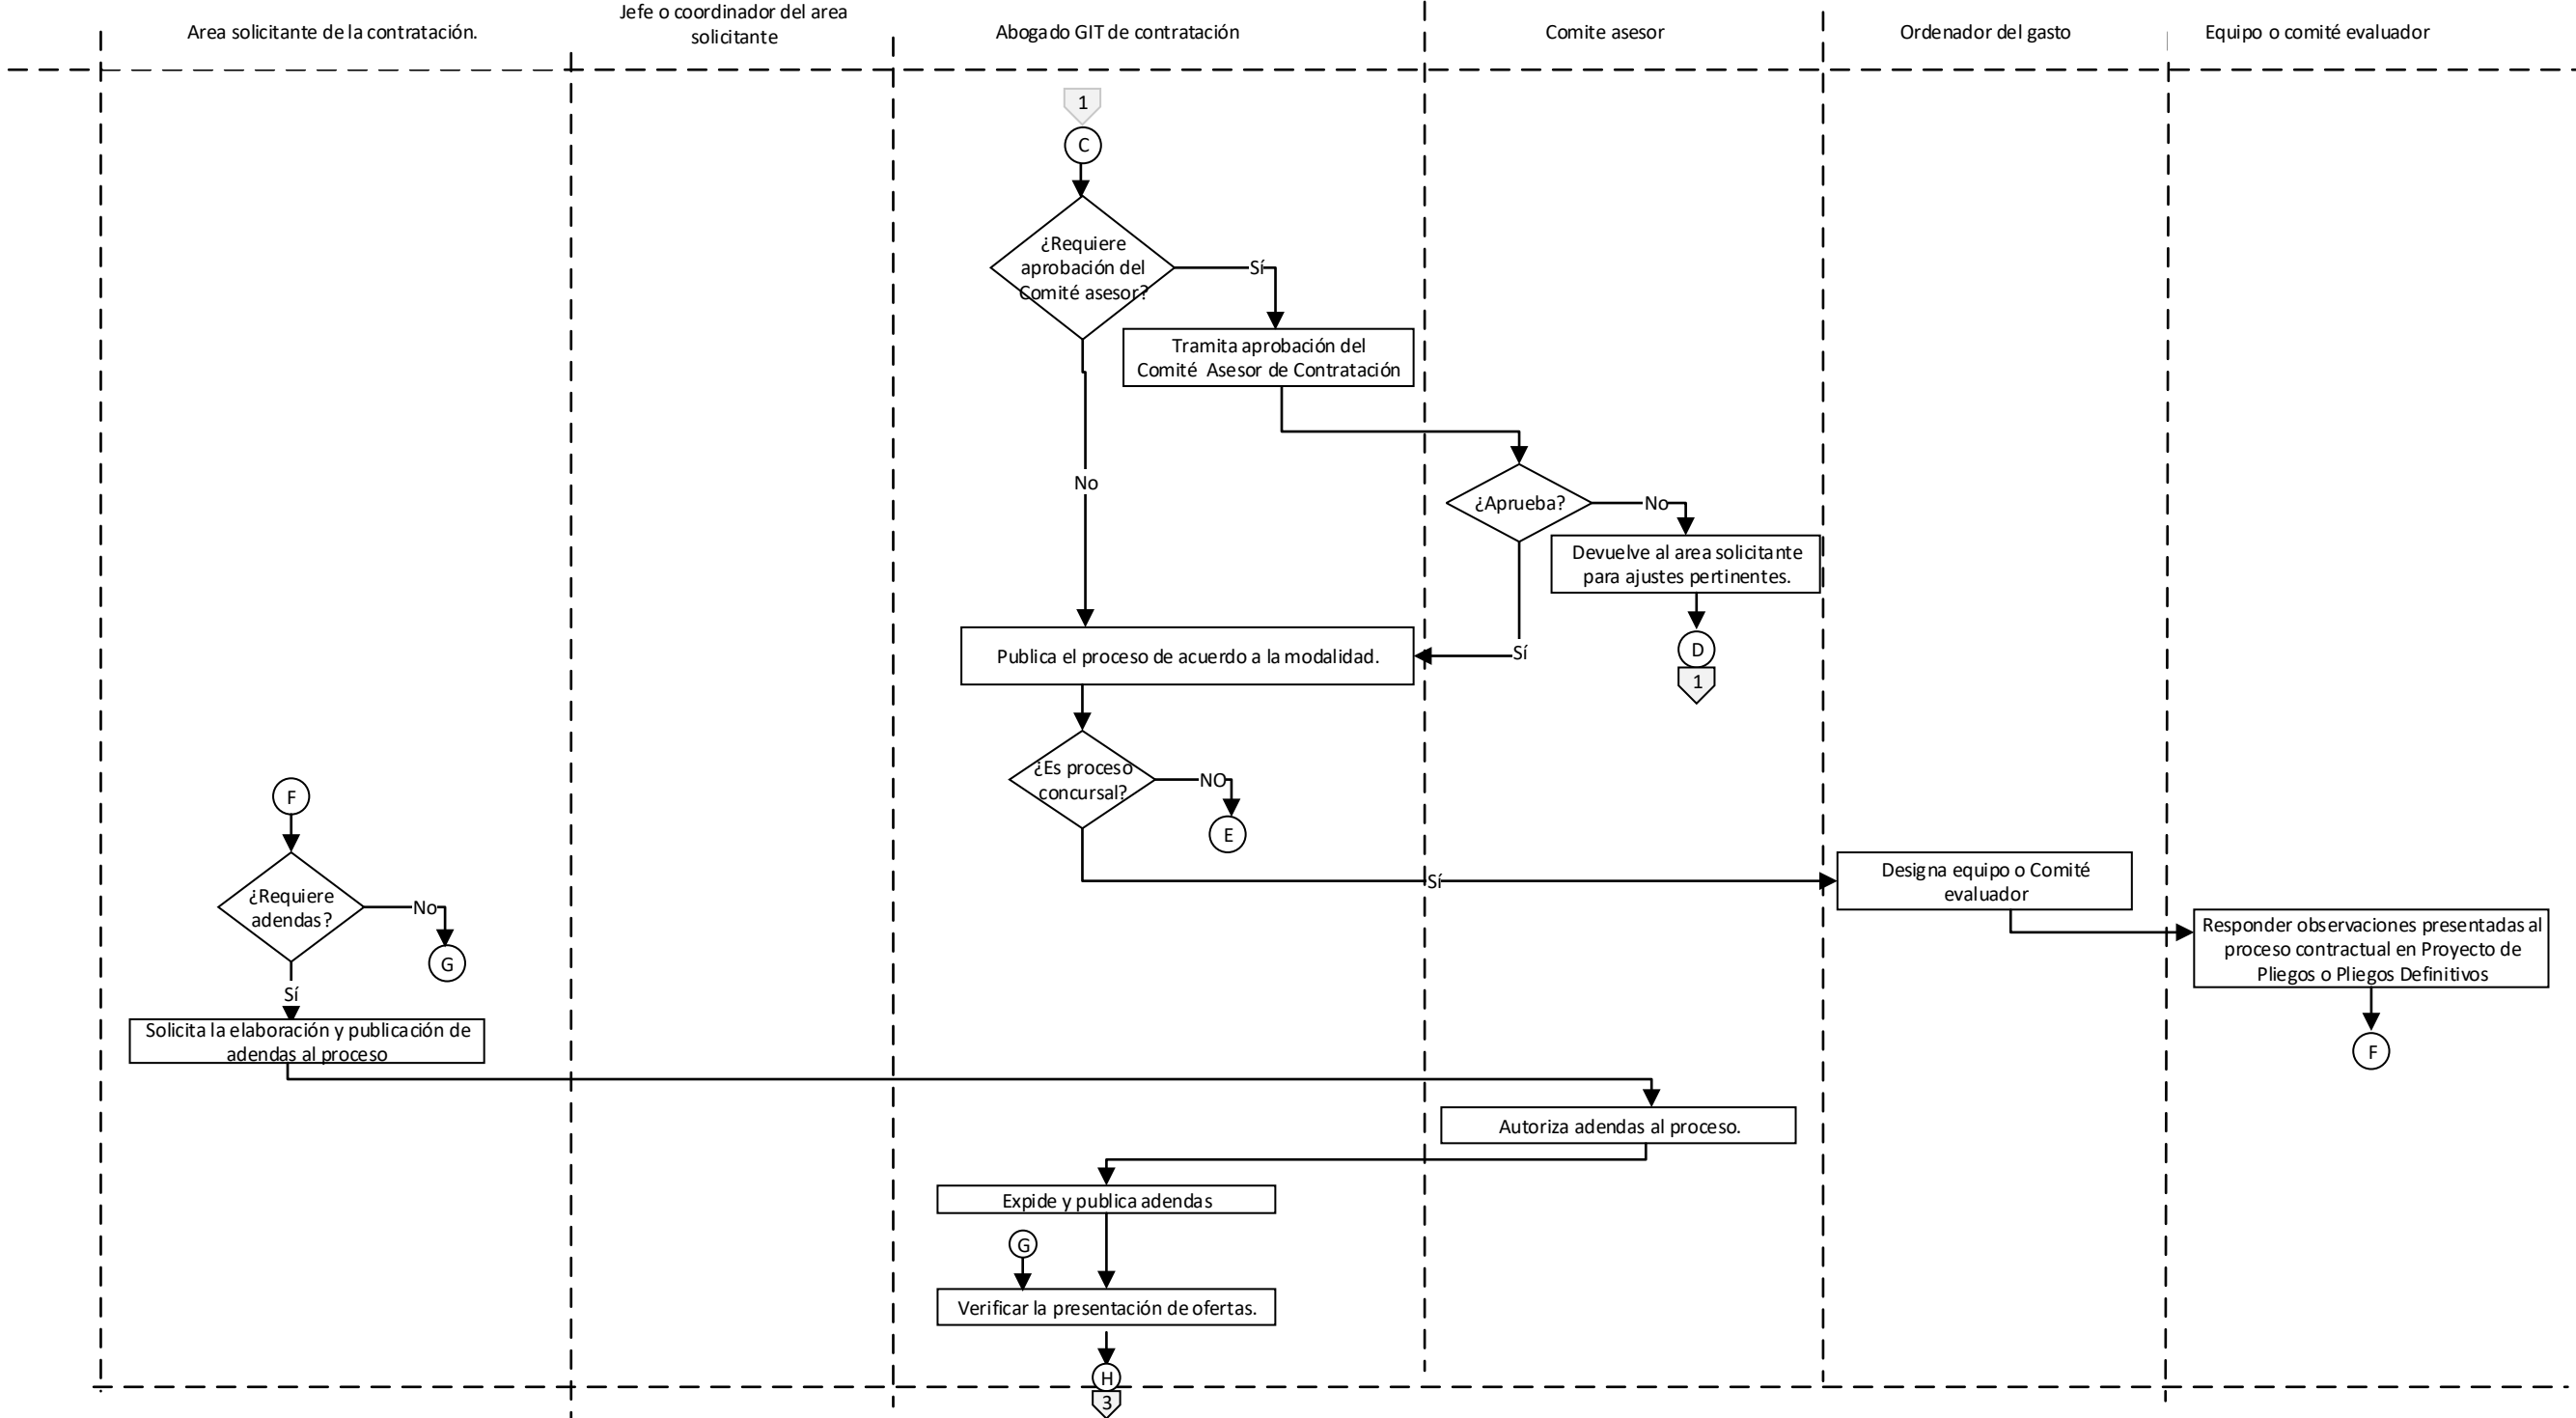 Area solicitante de la contratación.
Jefe o coordinador del area
solicitante
Abogado GIT de contratación
Comite asesor
Ordenador del gasto
Equipo o comité evaluador
1
C
¿Requiere
aprobación del
Comité asesor?
Sí
Tramita aprobación del
Comité Asesor de Contratación
No
¿Aprueba?
No
Devuelve al area solicitante
para ajustes pertinentes.
Sí
D
1
Publica el proceso de acuerdo a la modalidad.
¿Es proceso
concursal?
NO
E
Sí
F
¿Requiere
adendas?
No
G
Sí
Solicita la elaboración y publicación de
adendas al proceso
Designa equipo o Comité
evaluador
Responder observaciones presentadas al
proceso contractual en Proyecto de
Pliegos o Pliegos Definitivos
F
Autoriza adendas al proceso.
Expide y publica adendas
G
Verificar la presentación de ofertas.
H
3